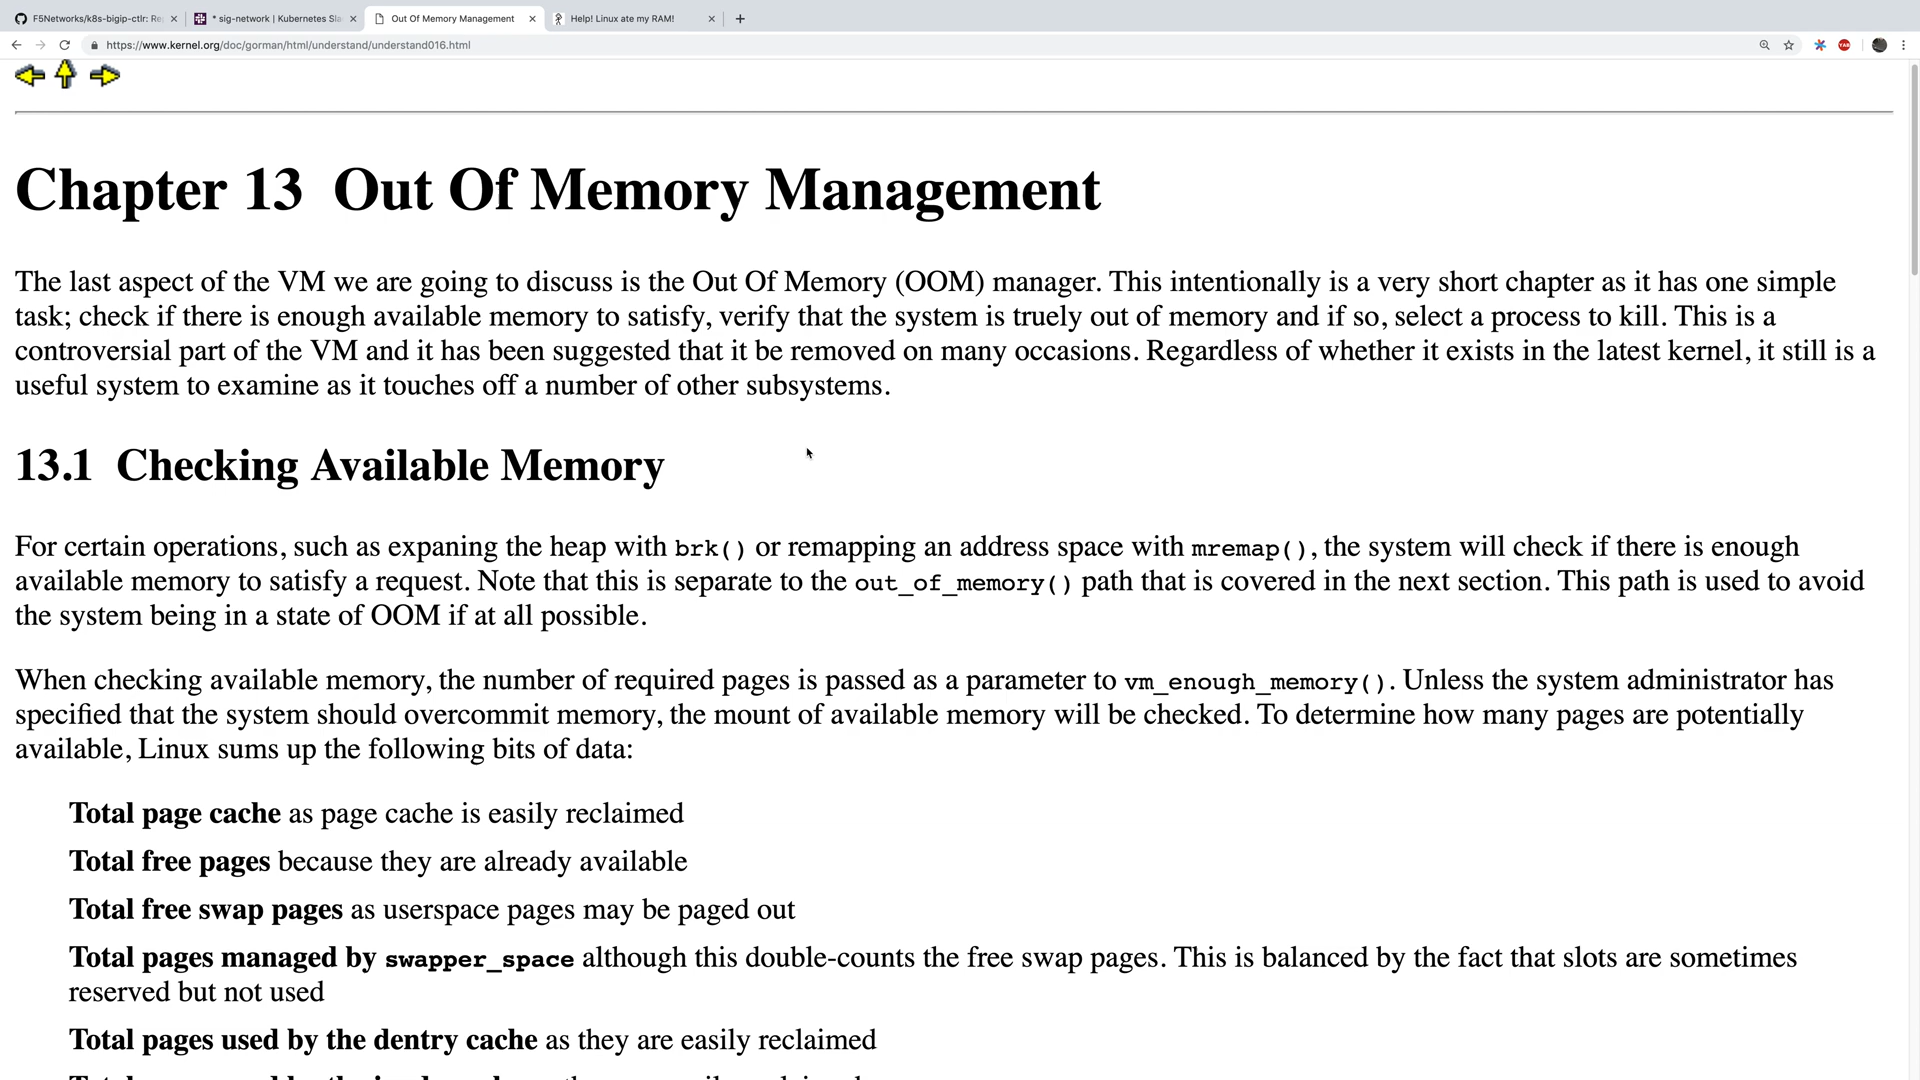 F5Networks/k8s-bigip-ctlr: Re
* sig-network | Kubernetes Sla
Out Of Memory Management
Help! Linux ate my RAM!
https://www.kernel.org/doc/gorman/html/understand/understand016.html
Chapter 13 Out Of Memory Management
The last aspect of the VM we are going to discuss is the Out Of Memory (OOM) manager. This intentionally is a very short chapter as it has one simple
task; check if there is enough available memory to satisfy, verify that the system is truely out of memory and if so, select a process to kill. This is a
controversial part of the VM and it has been suggested that it be removed on many occasions. Regardless of whether it exists in the latest kernel, it still is a
useful system to examine as it touches off a number of other subsystems.
13.1 Checking Available Memory
For certain operations, such as expaning the heap with brk() or remapping an address space with mremap(), the system will check if there is enough
available memory to satisfy a request. Note that this is separate to the out_of_memory() path that is covered in the next section. This path is used to avoid
the system being in a state of OOM if at all possible.
When checking available memory, the number of required pages is passed as a parameter to vm_enough_memory(). Unless the system administrator has
specified that the system should overcommit memory, the mount of available memory will be checked. To determine how many pages are potentially
available, Linux sums up the following bits of data:
Total page cache as page cache is easily reclaimed
Total free pages because they are already available
Total free swap pages as userspace pages may be paged out
Total pages managed by swapper_space although this double-counts the free swap pages. This is balanced by the fact that slots are sometimes
reserved but not used
Total pages used by the dentry cache as they are easily reclaimed